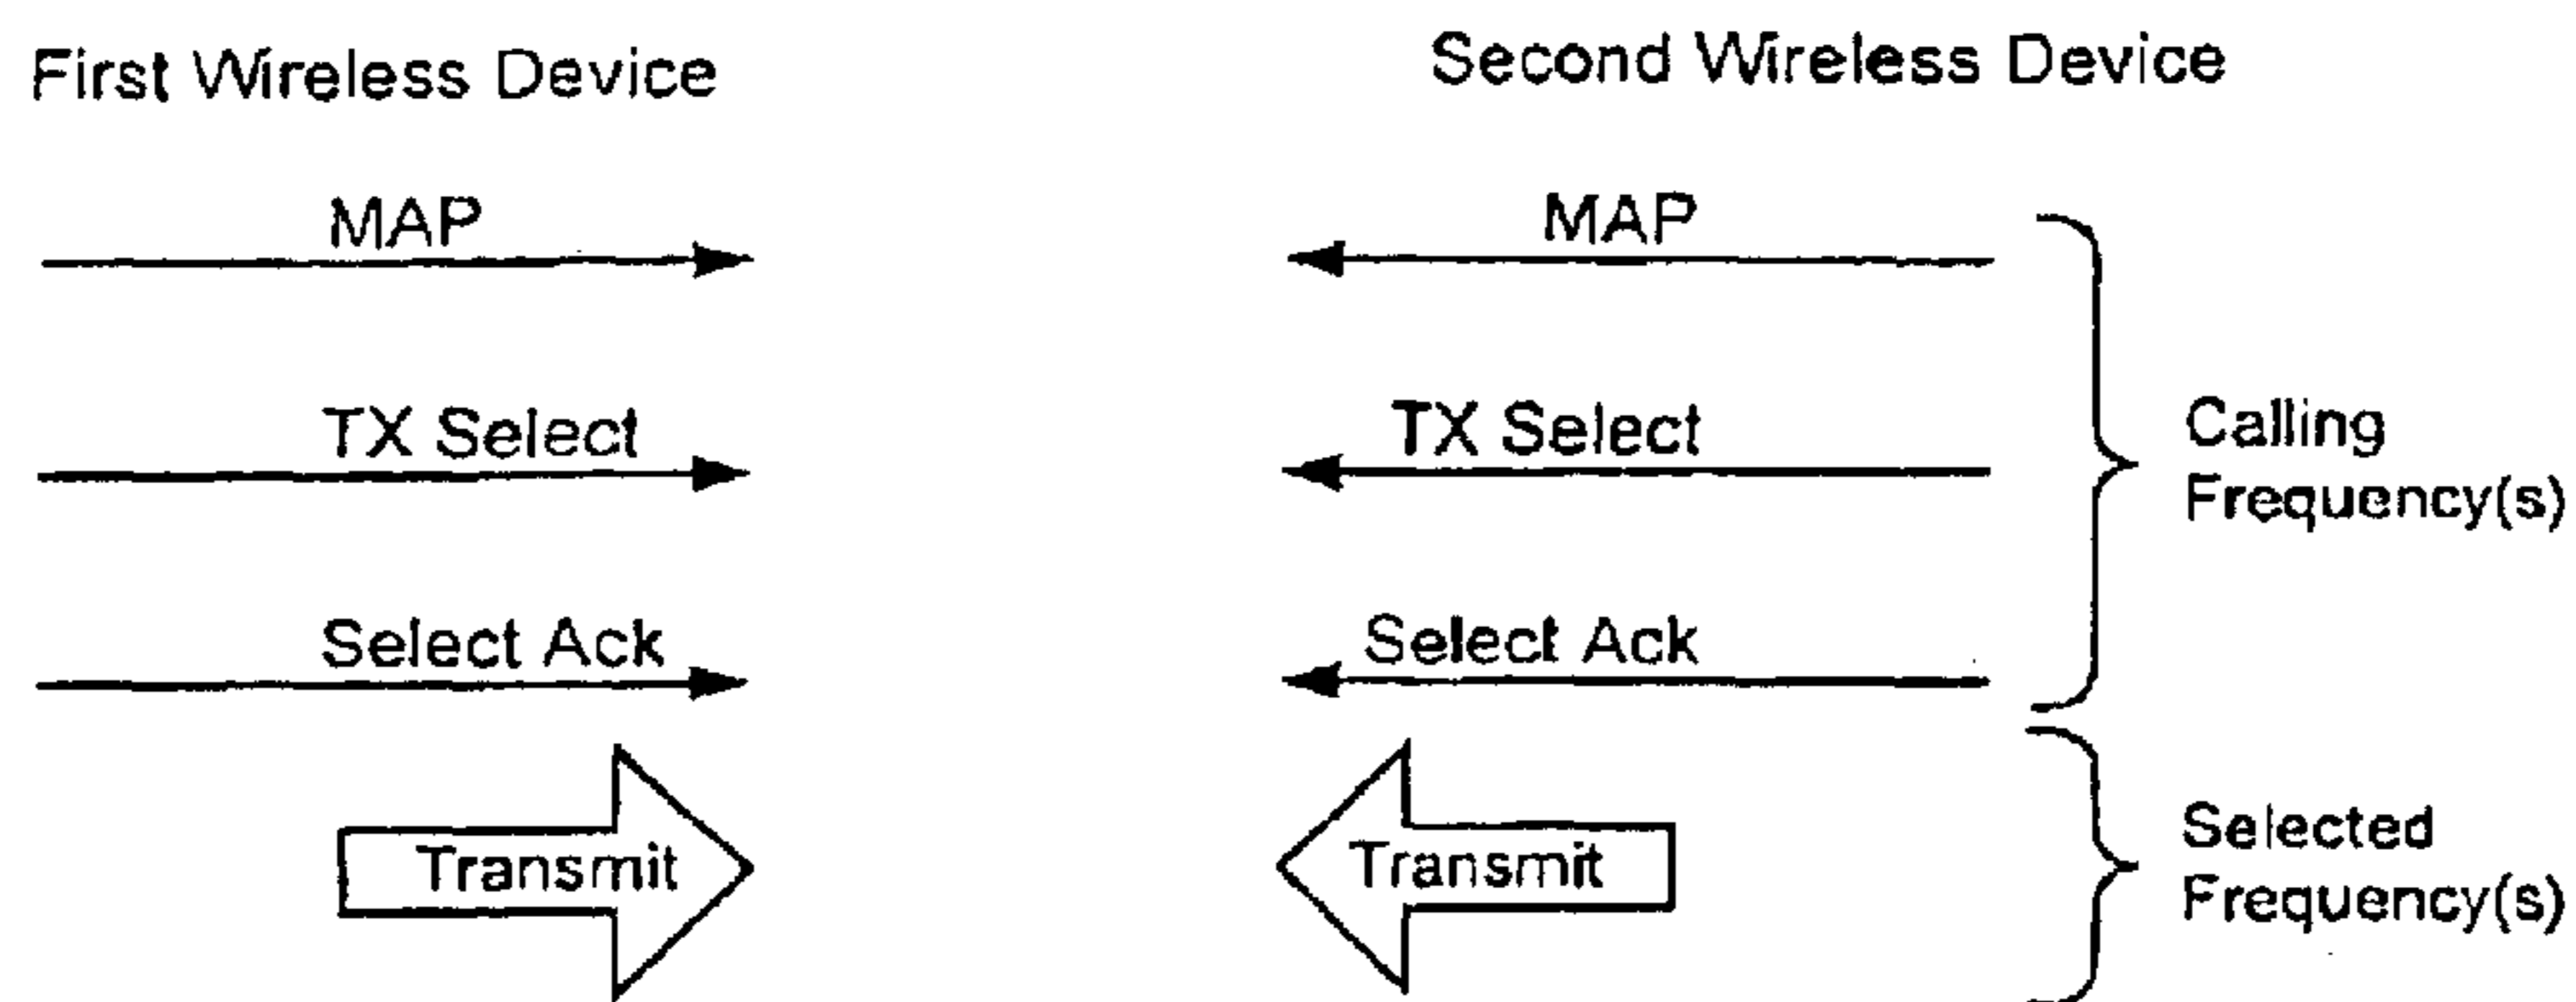 First Wireless Device
Second Wireless Device
MAP
MAP
TX Select
TX Select
Calling
Frequency(s)
Select Ack
Select Ack
Transmit
Transmit
Selected
Frequency(s)